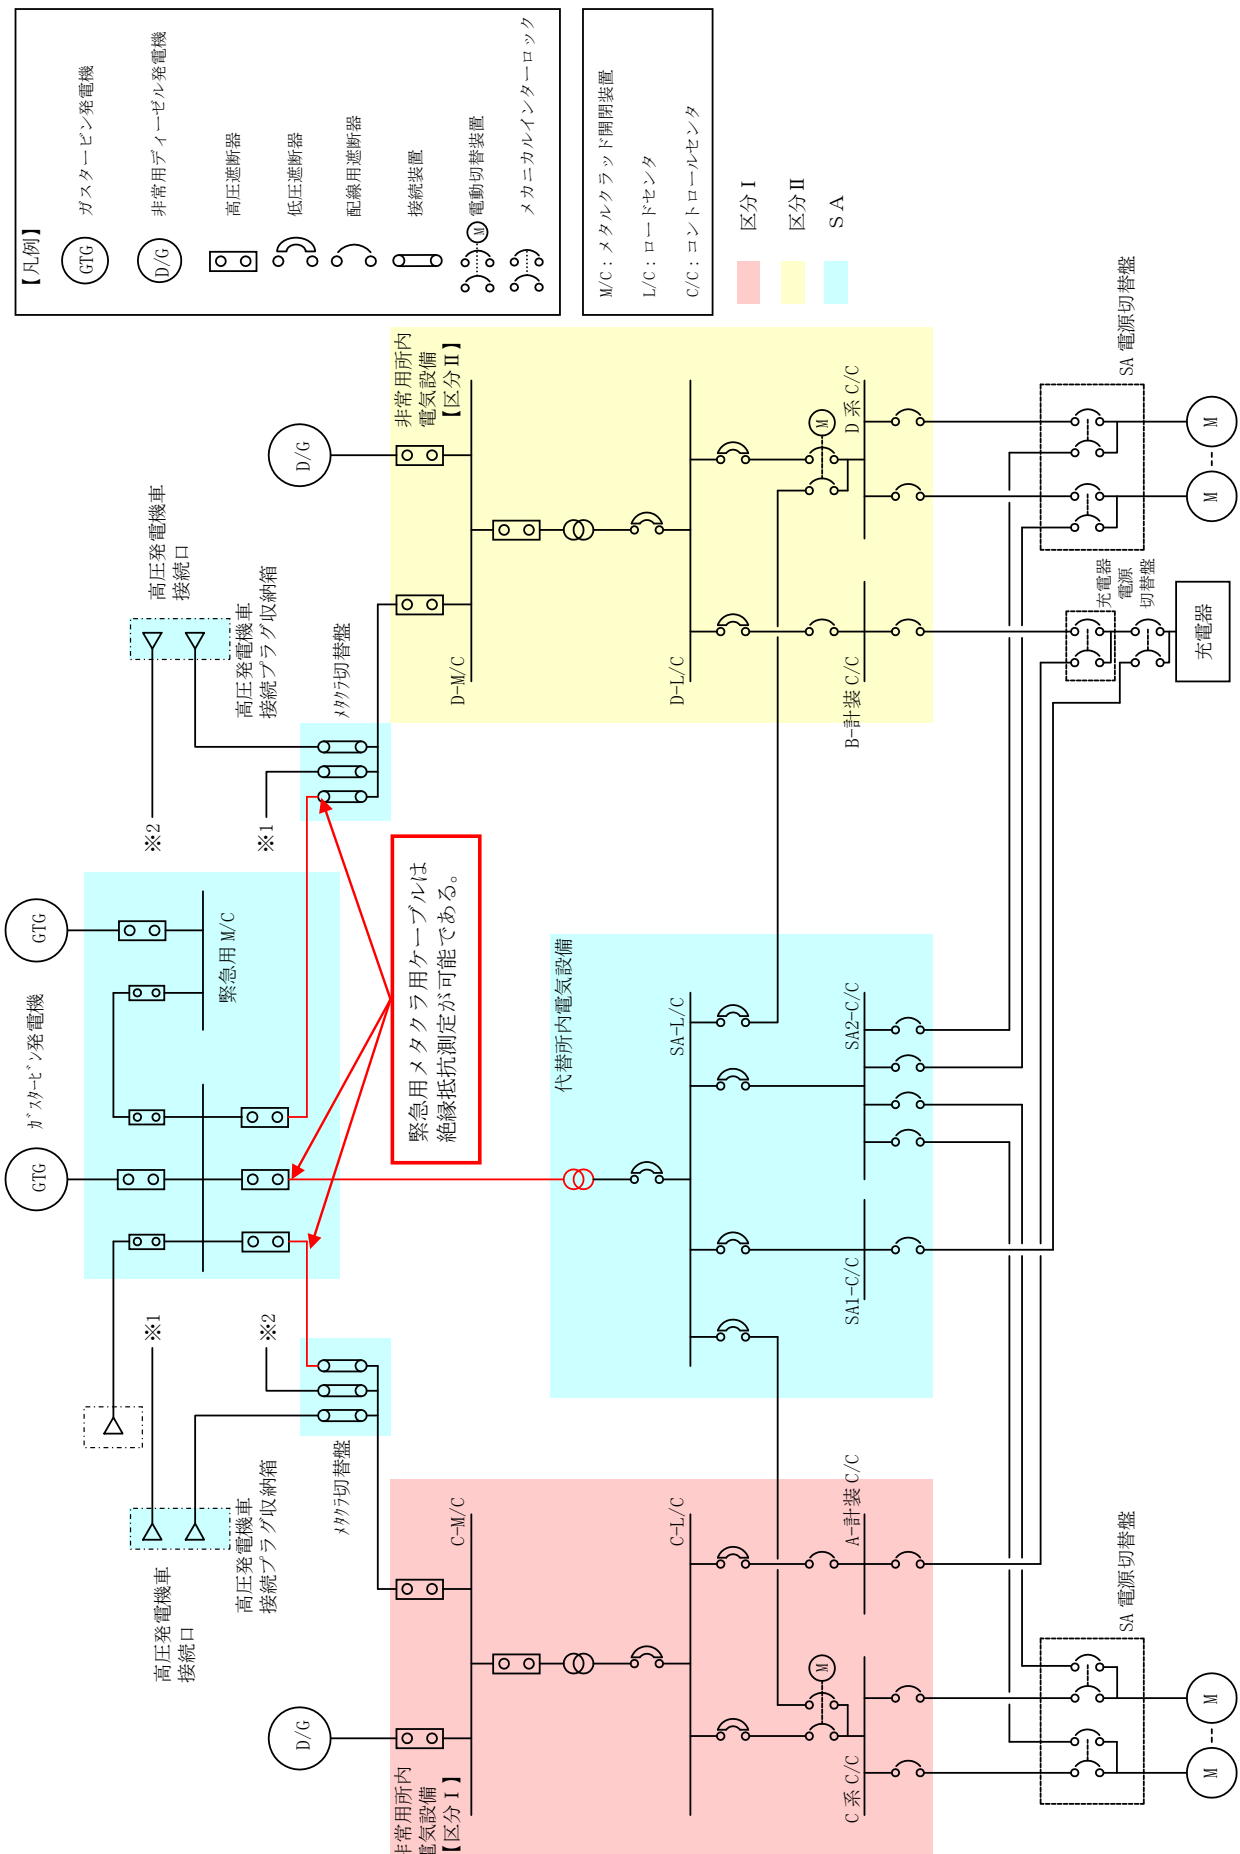 【凡例】
GTG
ガスタービン発電機
D/G
非常用ディーゼル発電機
高圧遮断器
低圧遮断器
配線用遮断器
接続装置
M
電動切替装置
メカニカルインターロック
M/C：メタルクラッド開閉装置
L/C：ロードセンタ
C/C：コントロールセンタ
区分Ⅰ
区分Ⅱ
ＳＡ
高圧発電機車
接続口
高圧発電機車
接続プラグ収納箱
※1
※2
ﾒﾀｸﾗ切替盤
GTG
ｶﾞｽﾀｰﾋﾞﾝ発電機
GTG
緊急用 M/C
※2
※1
高圧発電機車
接続口
高圧発電機車
接続プラグ収納箱
ﾒﾀｸﾗ切替盤
緊急用メタクラ用ケーブルは
絶縁抵抗測定が可能である。
D/G
非常用所内
電気設備
【区分Ⅰ】
C-M/C
C-L/C
M
C 系 C/C
A-計装 C/C
代替所内電気設備
SA-L/C
SA1-C/C
SA2-C/C
D/G
非常用所内
電気設備
【区分Ⅱ】
D-M/C
D-L/C
M
B-計装 C/C
D 系 C/C
SA 電源切替盤
M
M
充電器
電源
切替盤
充電器
SA 電源切替盤
M
M